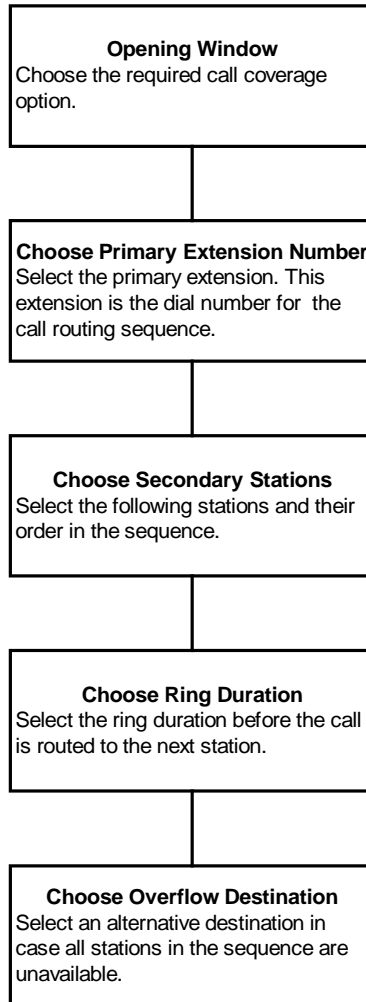 Opening Window
Choose the required call coverage
option.
Choose Primary Extension Number
Select the primary extension. This
extension is the dial number for the
call routing sequence.
Choose Secondary Stations
Select the following stations and their
order in the sequence.
Choose Ring Duration
Select the ring duration before the call
is routed to the next station.
Choose Overflow Destination
Select an alternative destination in
case all stations in the sequence are
unavailable.